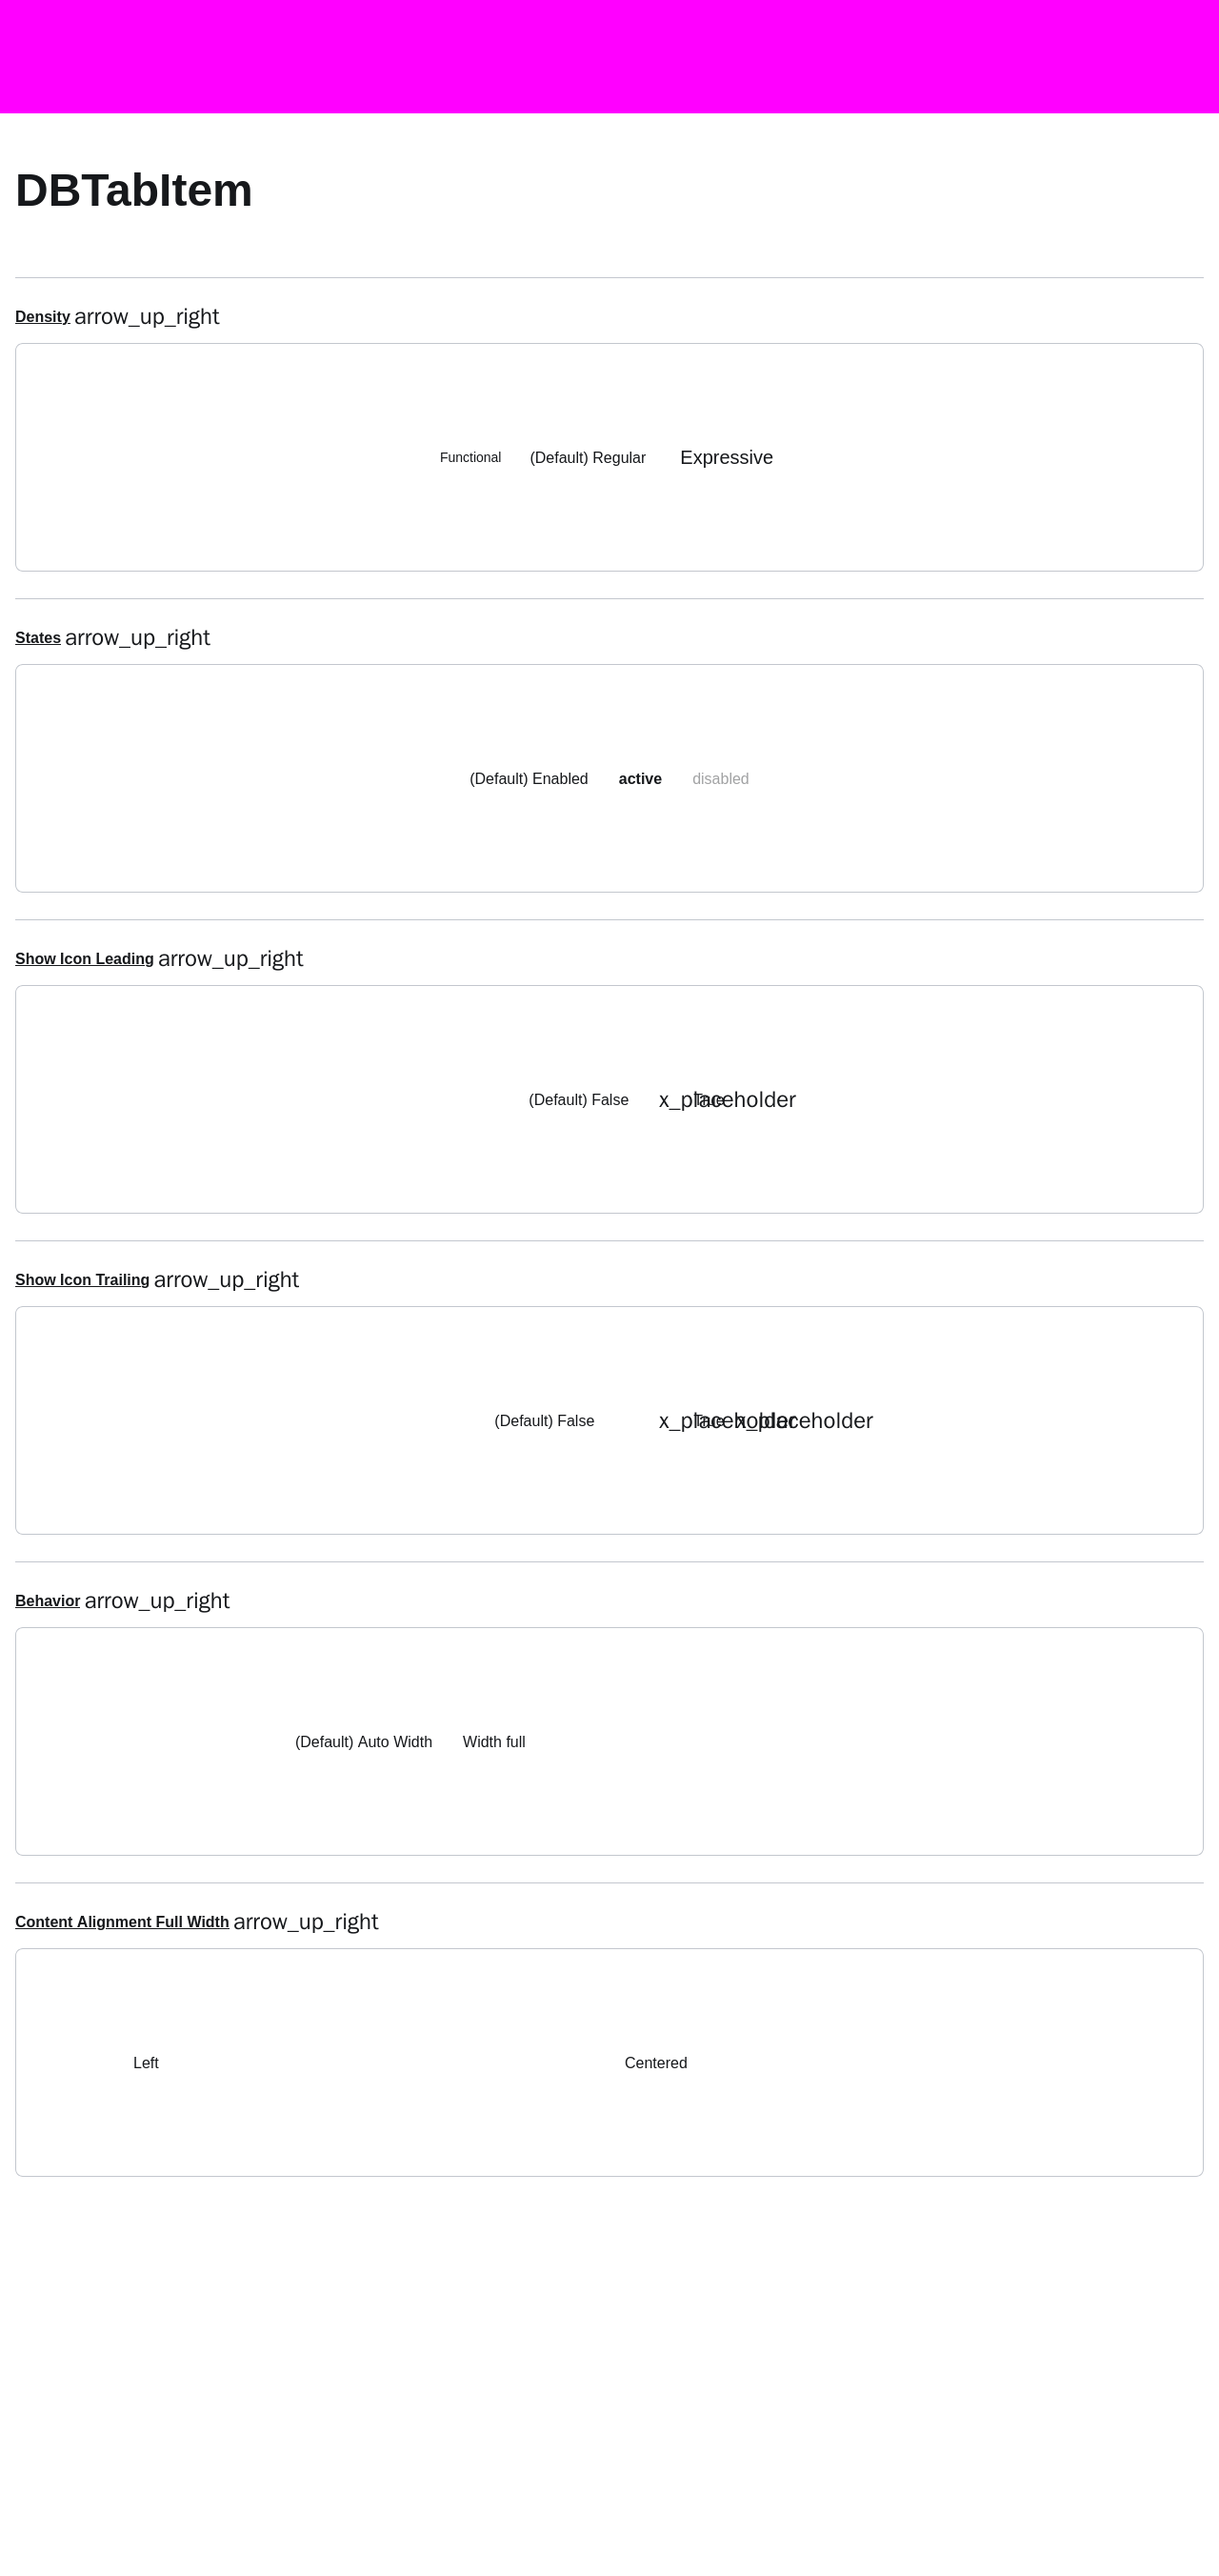 DBTabItem
Density arrow_up_right
Functional (Default) Regular Expressive
States arrow_up_right
(Default) Enabled active disabled
Show Icon Leading arrow_up_right
(Default) False x_placeholder True
Show Icon Trailing arrow_up_right
(Default) False x_placeholder True x_placeholder
Behavior arrow_up_right
(Default) Auto Width Width full
Content Alignment Full Width arrow_up_right
Left Centered